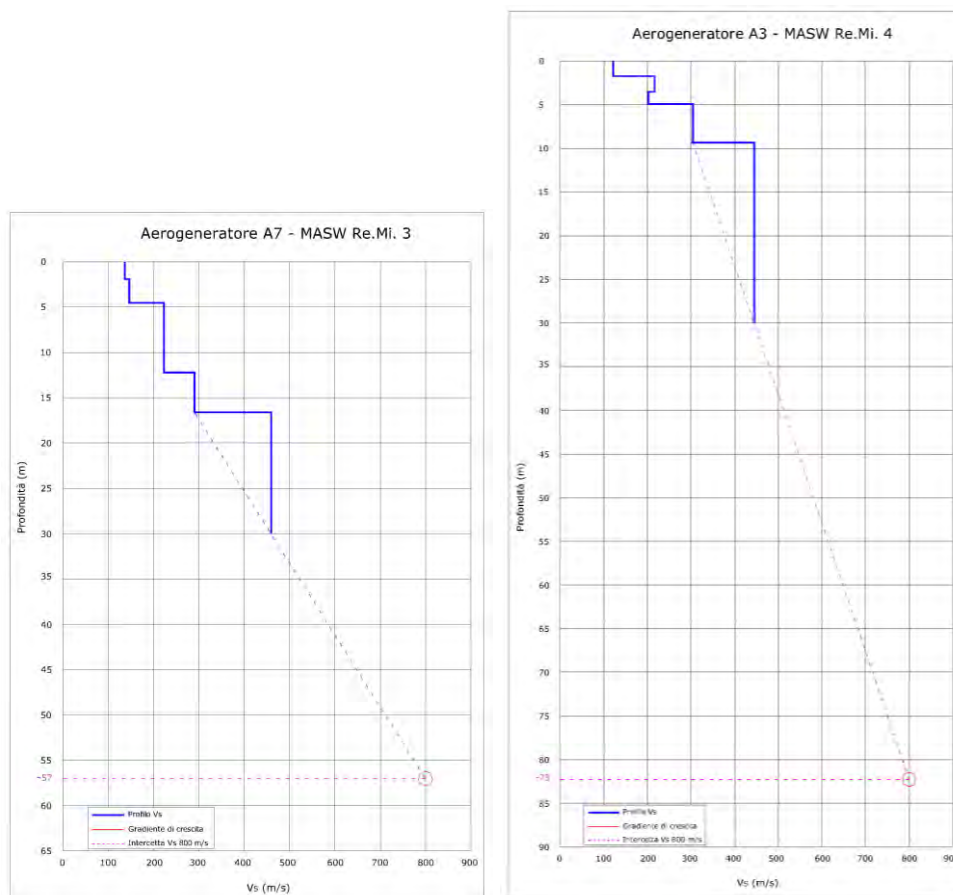 Aerogeneratore A7 - MASW Re.Mi. 3
0
5
10
15
20
25
30
35
40
45
50
55
-57
60
65
Profondità (m)
0 100 200 300 400 500 600 700 800 900
Vs (m/s)
Profilo Vs
Gradiente di crescita
Intercetta Vs 800 m/s
Aerogeneratore A3 - MASW Re.Mi. 4
0
5
10
15
20
25
30
35
40
45
50
55
60
65
70
75
80
85
90
Profondità (m)
0 100 200 300 400 500 600 700 800 900
Vs (m/s)
Profilo Vs
Gradiente di crescita
Intercetta Vs 800 m/s